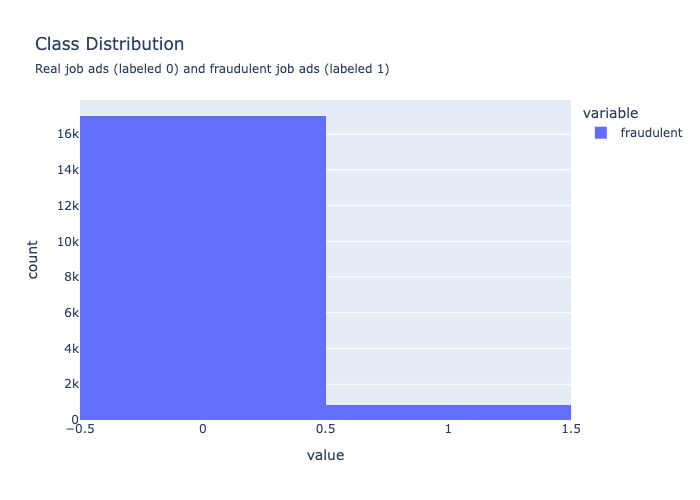 Class Distribution
Real job ads (labeled 0) and fraudulent job ads (labeled 1)
variable
fraudulent
16k
14k
12k
10k
8k
6k
4k
2k
0
count
−0.5
0
0.5
1
1.5
value